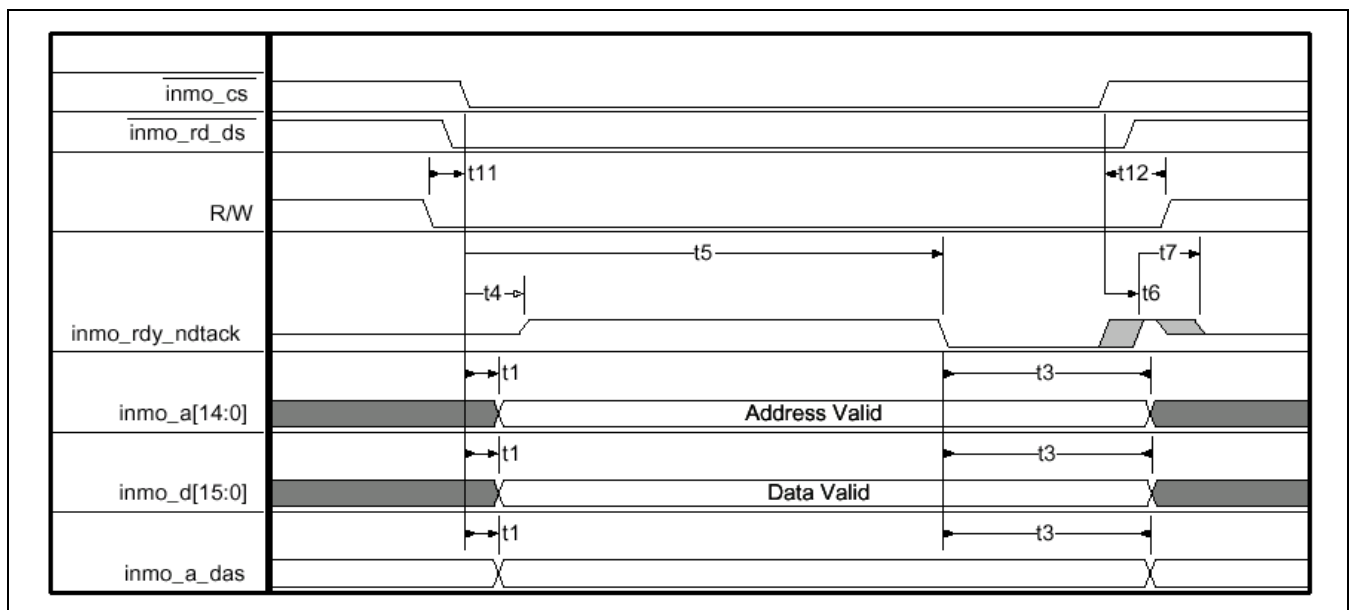 inmo_cs
inmo_rd_ds
t11
t12
R/W
t5
t7
t4
t6
inmo_rdy_ndtack
t1
t3
inmo_a[14:0]
Address Valid
t1
t3
inmo_d[15:0]
Data Valid
t1
t3
inmo_a_das